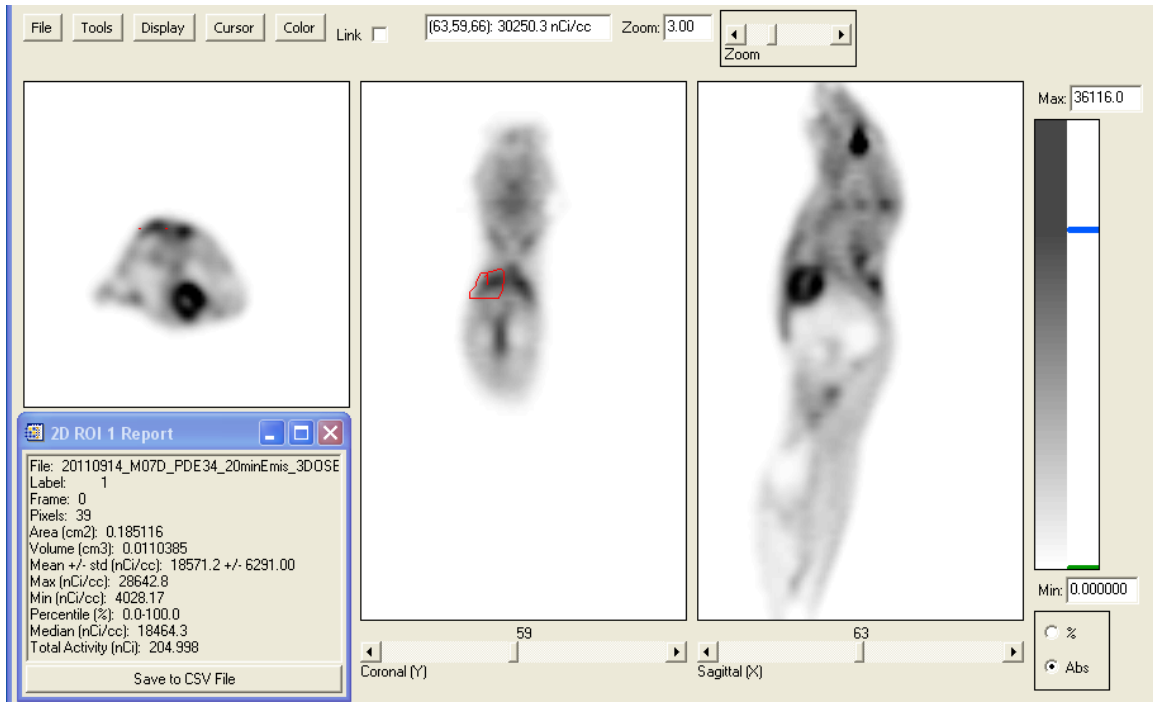 File Tools Display Cursor Color Link (63,59,66): 30250.3 nCi/cc Zoom: 3.00
Zoom
Max: 36116.0
2D ROI 1 Report
File: 20110914_M07D_PDE34_20minEmis_3DOSE
Label: 1
Frame: 0
Pixels: 39
Area (cm2): 0.185116
Volume (cm3): 0.0110385
Mean +/- std (nCi/cc): 18571.2 +/- 6291.00
Max (nCi/cc): 28642.8
Min (nCi/cc): 4028.17
Percentile (%): 0.0-100.0
Median (nCi/cc): 18464.3
Total Activity (nCi): 204.998
Save to CSV File
59
Coronal (Y)
63
Sagittal (X)
Min: 0.000000
%
Abs